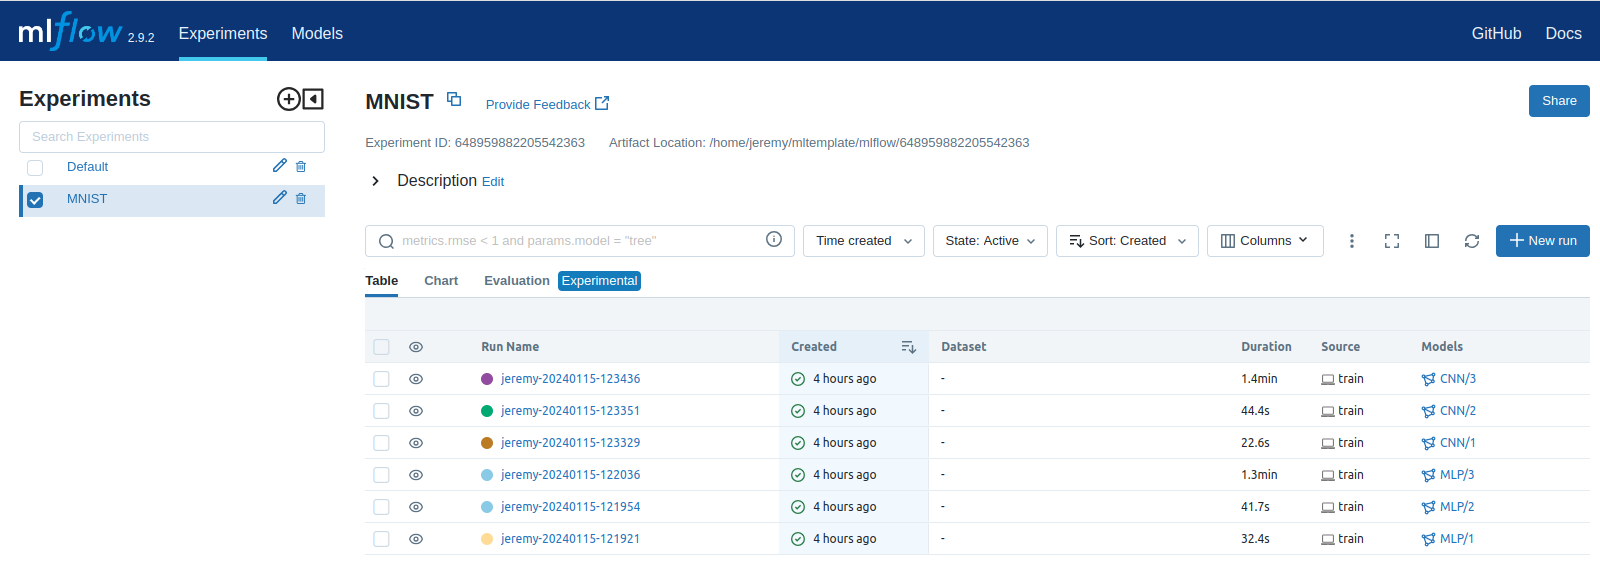 mlflow 2.9.2 Experiments Models GitHub Docs
Experiments
Search Experiments
Default
MNIST
MNIST Provide Feedback Share
Experiment ID: 648959882205542363 Artifact Location: /home/jeremy/mltemplate/mlflow/648959882205542363
Description Edit
metrics.rmse < 1 and params.model = "tree" Time created State: Active Sort: Created Columns New run
Table Chart Evaluation Experimental
Run Name Created Dataset Duration Source Models
jeremy-20240115-123436 4 hours ago - 1.4min train CNN/3
jeremy-20240115-123351 4 hours ago - 44.4s train CNN/2
jeremy-20240115-123329 4 hours ago - 22.6s train CNN/1
jeremy-20240115-122036 4 hours ago - 1.3min train MLP/3
jeremy-20240115-121954 4 hours ago - 41.7s train MLP/2
jeremy-20240115-121921 4 hours ago - 32.4s train MLP/1